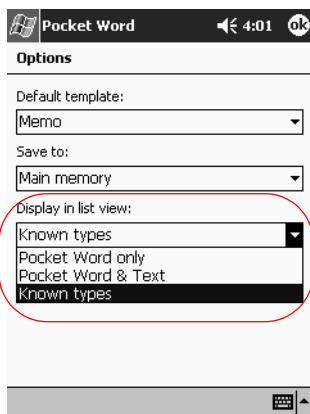 Pocket Word 4:01 ok
Options
Default template:
Memo
Save to:
Main memory
Display in list view:
Known types
Pocket Word only
Pocket Word & Text
Known types